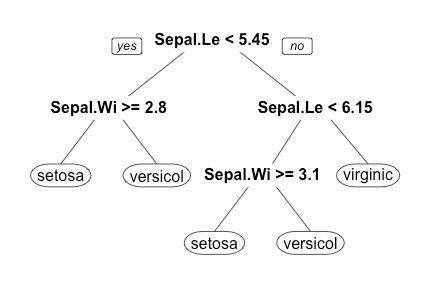 yes Sepal.Le < 5.45 no
Sepal.Wi >= 2.8 Sepal.Le < 6.15
setosa versicol Sepal.Wi >= 3.1 virginic
setosa versicol